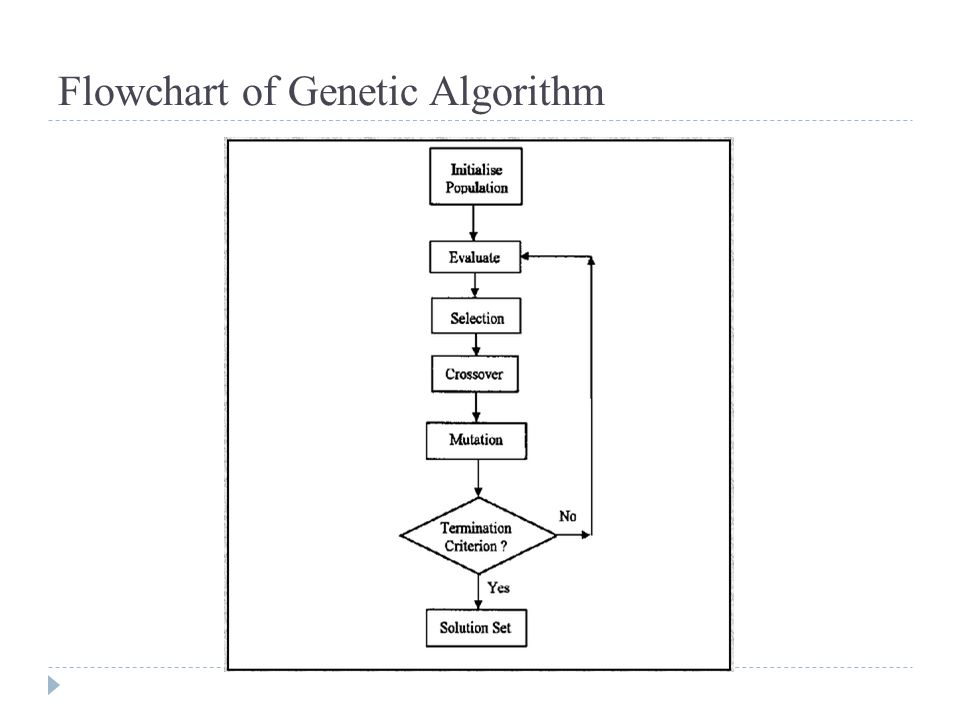 Flowchart of Genetic Algorithm
Initialise
Population
Evaluate
Selection
Crossover
Mutation
Termination
Criterion ?
No
Yes
Solution Set